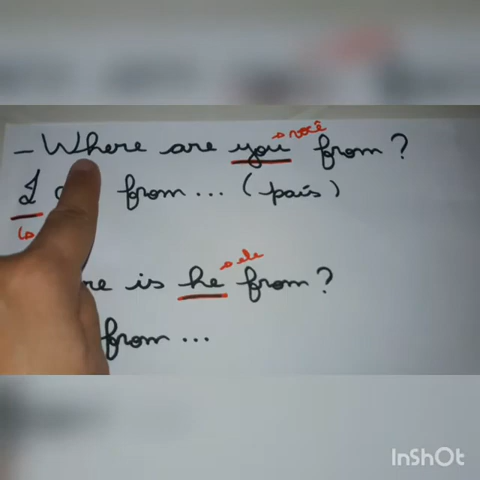 → você
- Where are you from?
I from... (país)
→ ele
is he from?
from...
InShOt